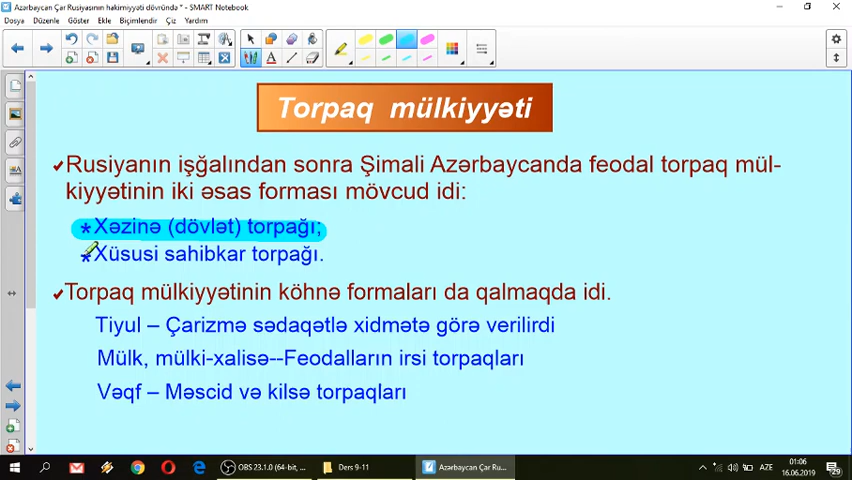 Azərbaycan Çar Rusiyasının hakimiyyəti dövründə * - SMART Notebook
Dosya Düzenle Göster Ekle Biçimlendir Çiz Yardım
Torpaq mülkiyyəti
✓Rusiyanın işğalından sonra Şimali Azərbaycanda feodal torpaq mül-
kiyyətinin iki əsas forması mövcud idi:
*Xəzinə (dövlət) torpağı;
*Xüsusi sahibkar torpağı.
✓Torpaq mülkiyyətinin köhnə formaları da qalmaqda idi.
Tiyul – Çarizmə sədaqətlə xidmətə görə verilirdi
Mülk, mülki-xalisə--Feodalların irsi torpaqları
Vəqf – Məscid və kilsə torpaqları
OBS 23.1.0 (64-bit, ... Ders 9-11 Azərbaycan Çar Ru... AZE 01:06
16.06.2019 29